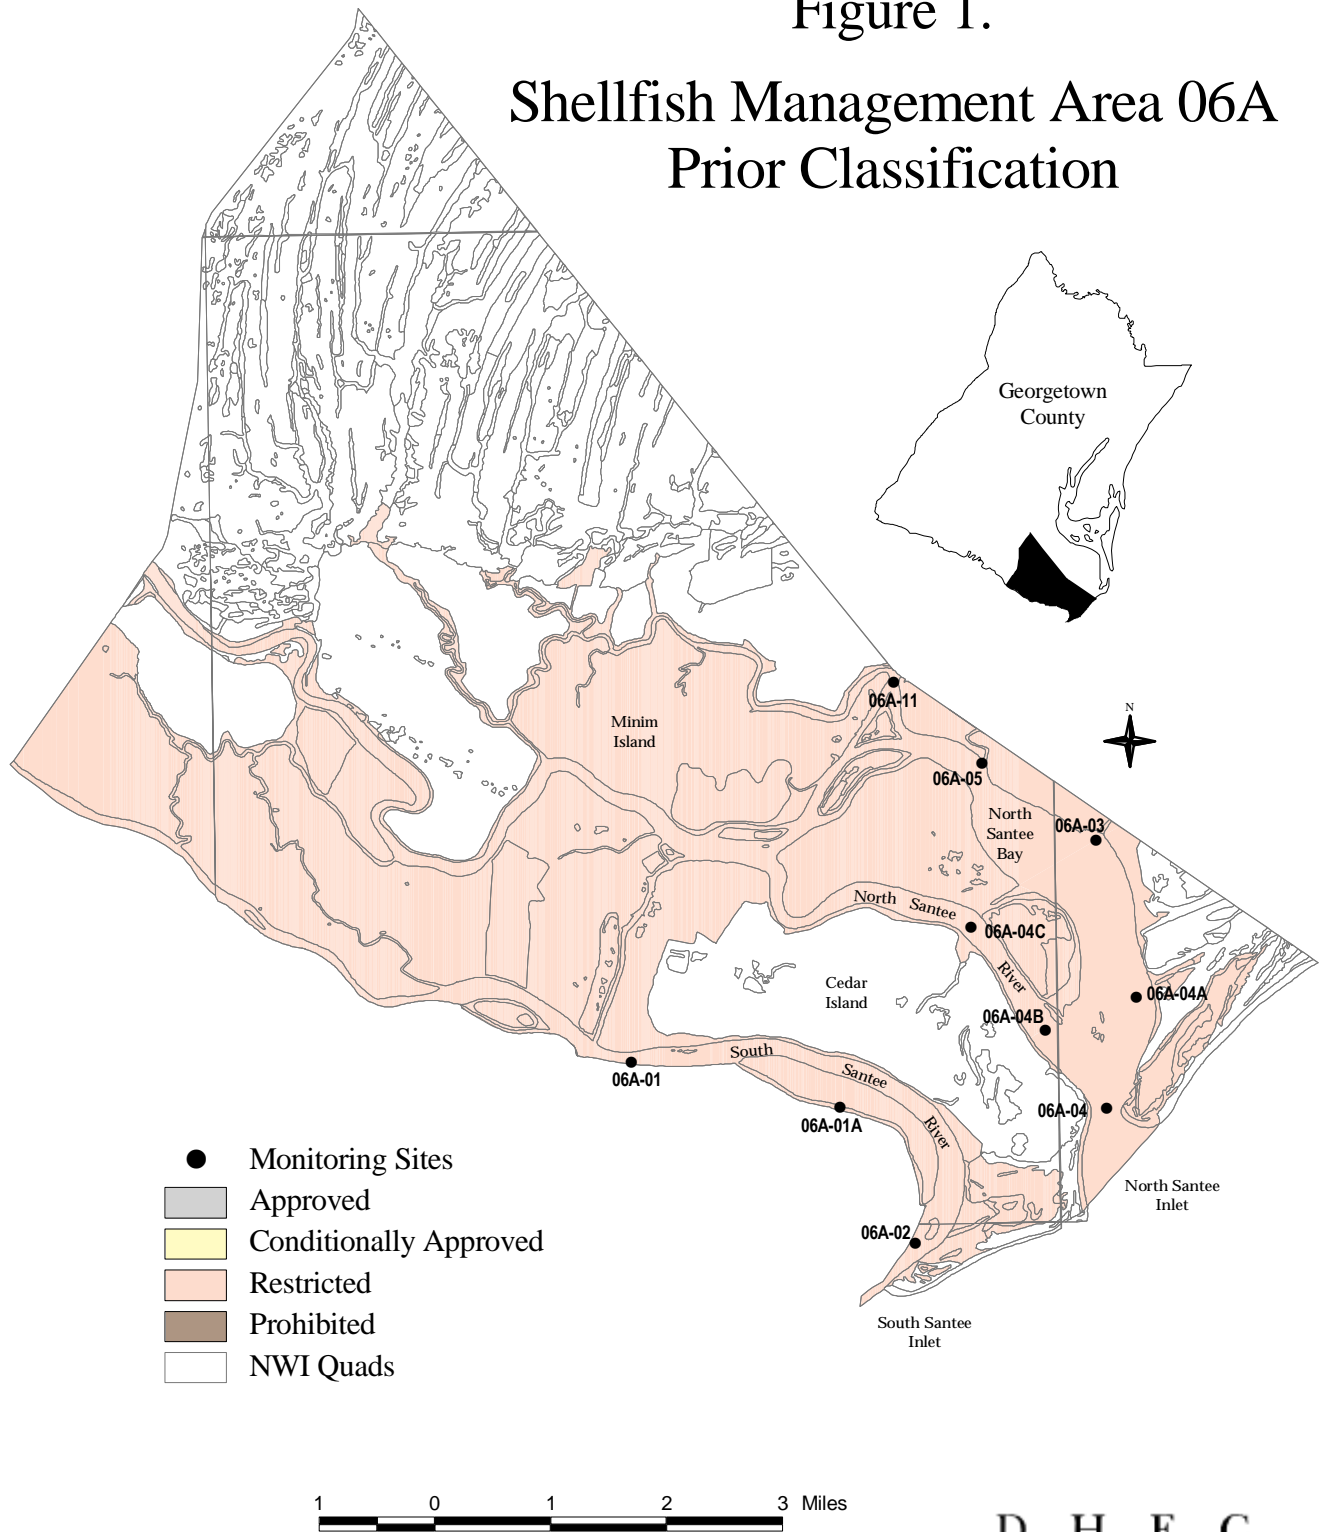 Figure 1.
Shellfish Management Area 06A
Prior Classification
Georgetown
County
Minim
Island
06A-11
N
06A-05
North
Santee
Bay
06A-03
North Santee
River
06A-04C
Cedar
Island
06A-04A
06A-04B
South
Santee
River
06A-01
06A-01A
06A-04
North Santee
Inlet
06A-02
South Santee
Inlet
Monitoring Sites
Approved
Conditionally Approved
Restricted
Prohibited
NWI Quads
1 0 1 2 3 Miles
D H E C